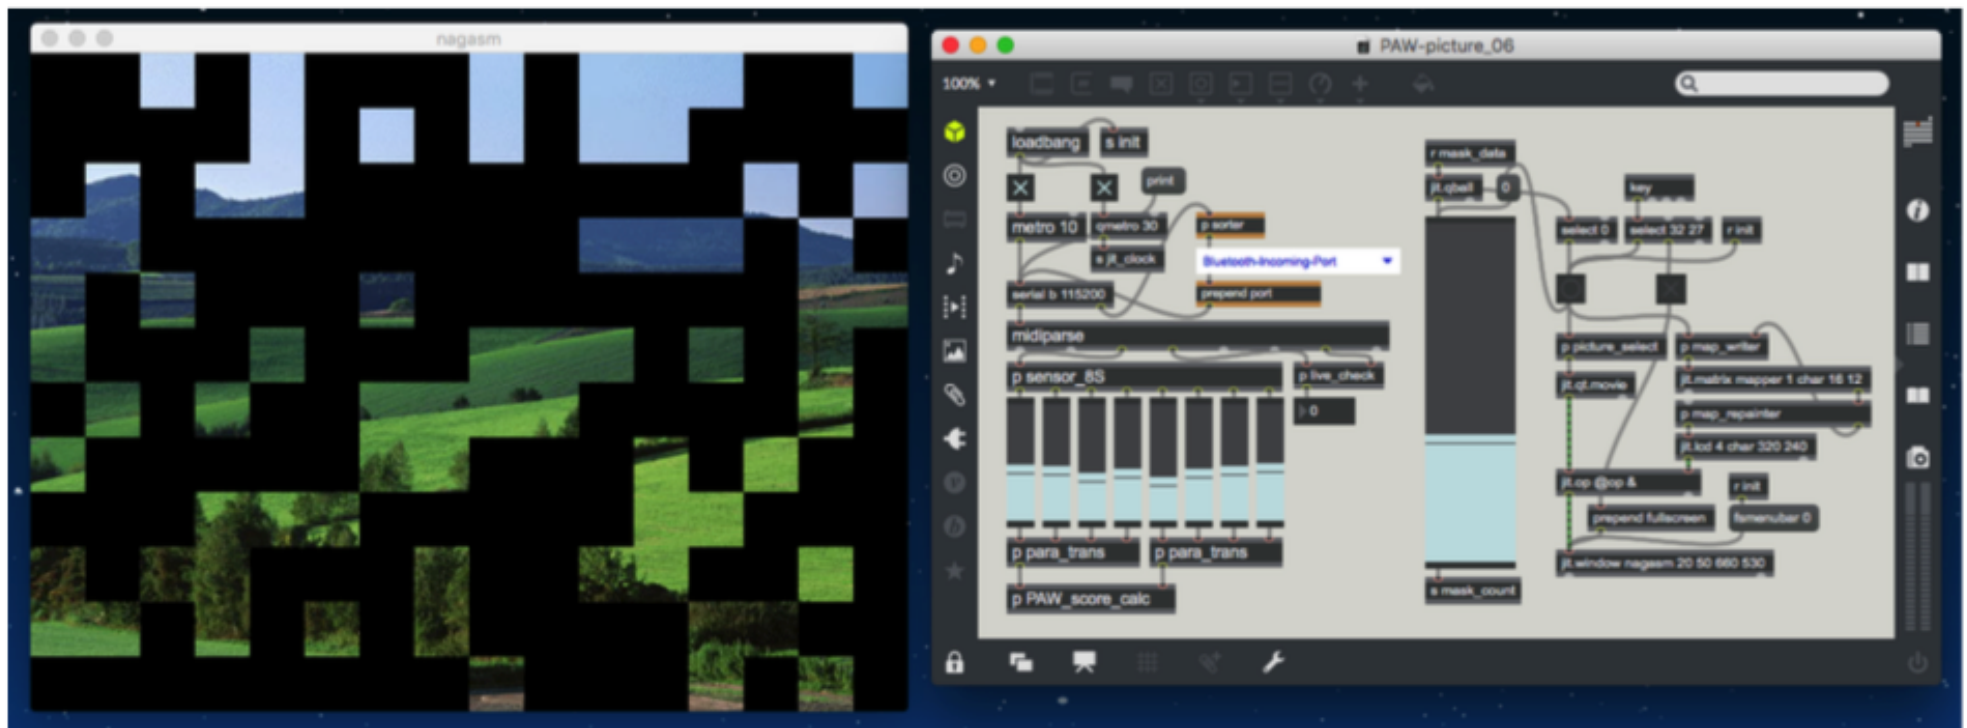 nagasm
PAW-picture_06
100%
loadbang
s init
print
metro 10
qmetro 30
p sorter
s jit_clock
Bluetooth-Incoming-Port
serial b 115200
prepend port
midiparse
p sensor_8S
p live_check
0
p para_trans
p para_trans
p PAW_score_calc
r mask_data
jit.qball
0
key
select 0
select 32 27
r init
p picture_select
p map_writer
jit.qt.movie
jit.matrix mapper 1 char 16 12
p map_repainter
jit.lcd 4 char 320 240
jit.op @op &
r init
prepend fullscreen
fsmenubar 0
jit.window nagasm 20 50 660 530
s mask_count